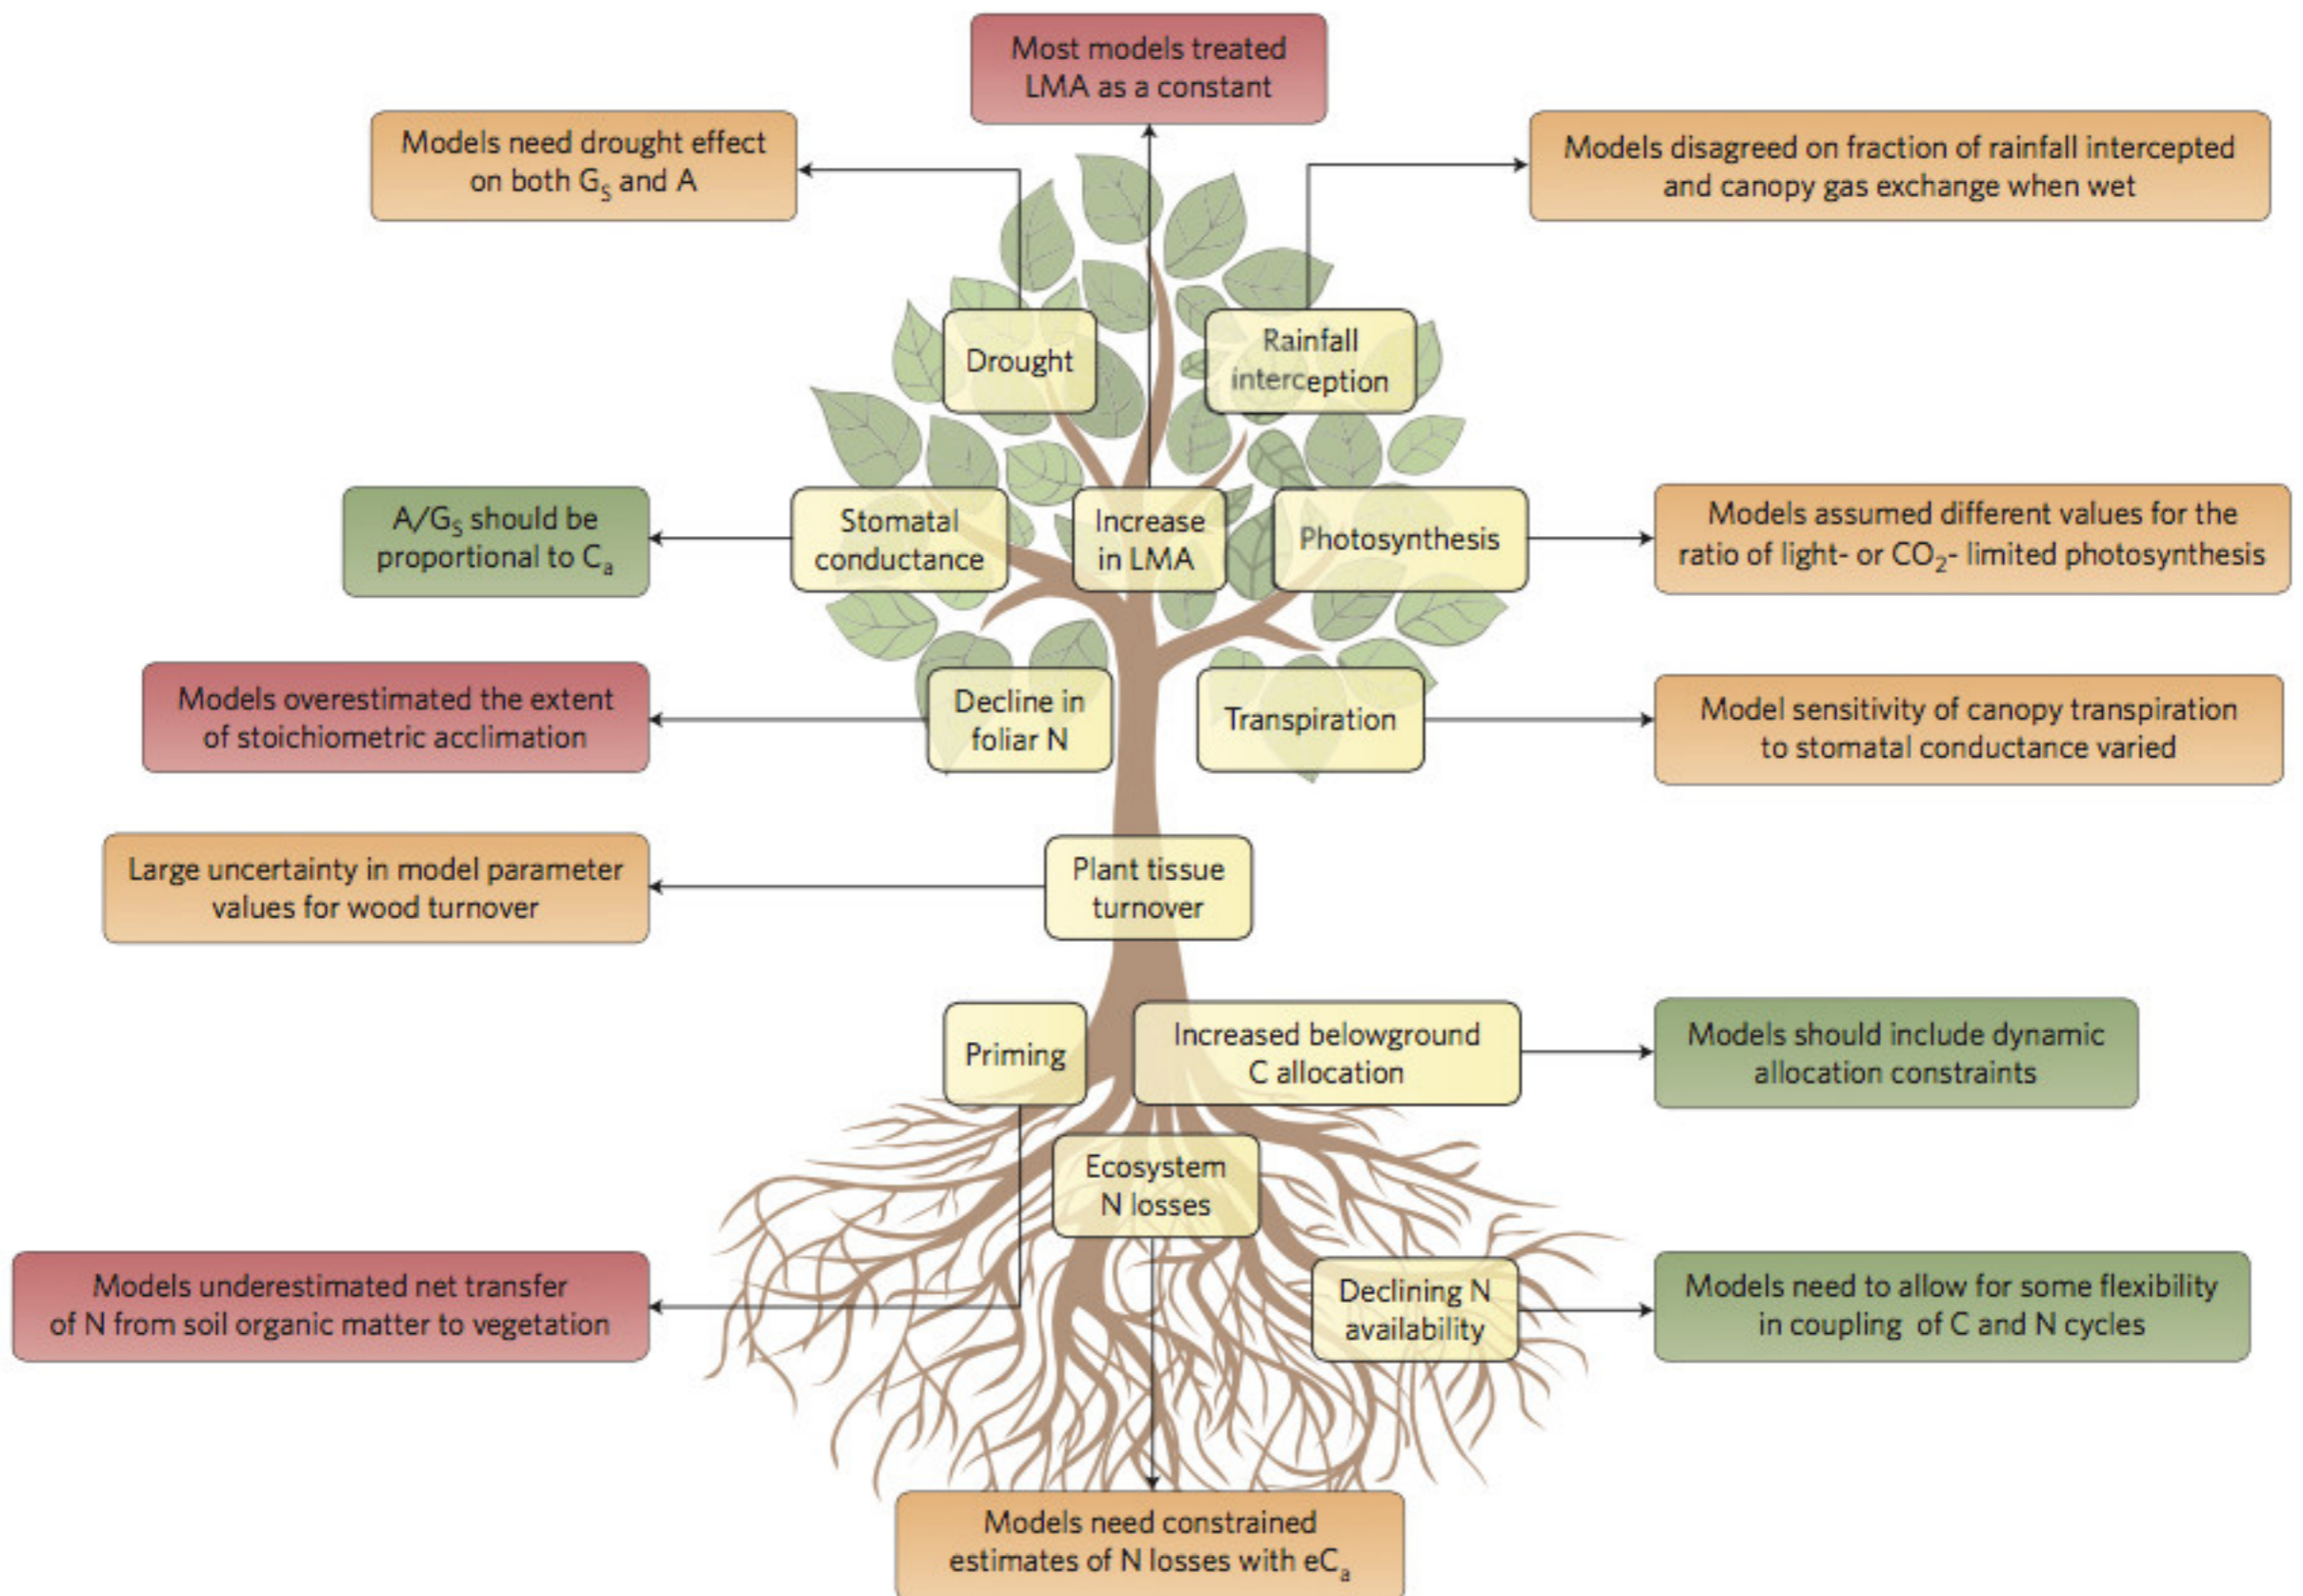 Most models treated
LMA as a constant
Models need drought effect
on both Gₛ and A
Models disagreed on fraction of rainfall intercepted
and canopy gas exchange when wet
Drought
Rainfall
interception
A/Gₛ should be
proportional to Cₐ
Stomatal
conductance
Increase
in LMA
Photosynthesis
Models assumed different values for the
ratio of light- or CO₂- limited photosynthesis
Models overestimated the extent
of stoichiometric acclimation
Decline in
foliar N
Transpiration
Model sensitivity of canopy transpiration
to stomatal conductance varied
Large uncertainty in model parameter
values for wood turnover
Plant tissue
turnover
Priming
Increased belowground
C allocation
Models should include dynamic
allocation constraints
Ecosystem
N losses
Models underestimated net transfer
of N from soil organic matter to vegetation
Declining N
availability
Models need to allow for some flexibility
in coupling of C and N cycles
Models need constrained
estimates of N losses with eCₐ